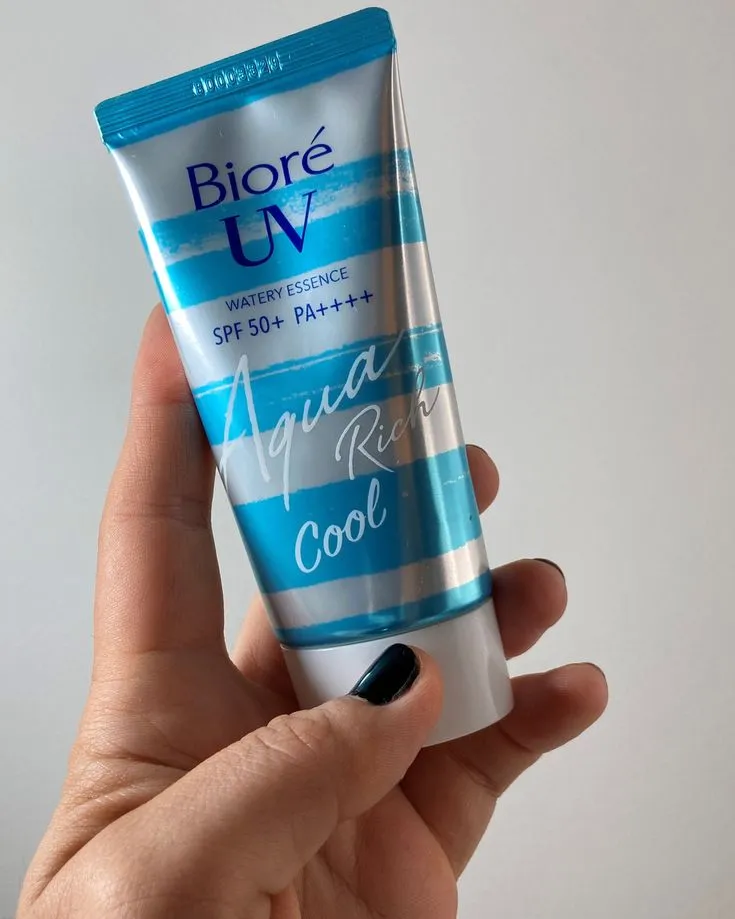 Bioré
UV
WATERY ESSENCE
SPF 50+ PA++++
Aqua
Rich
Cool